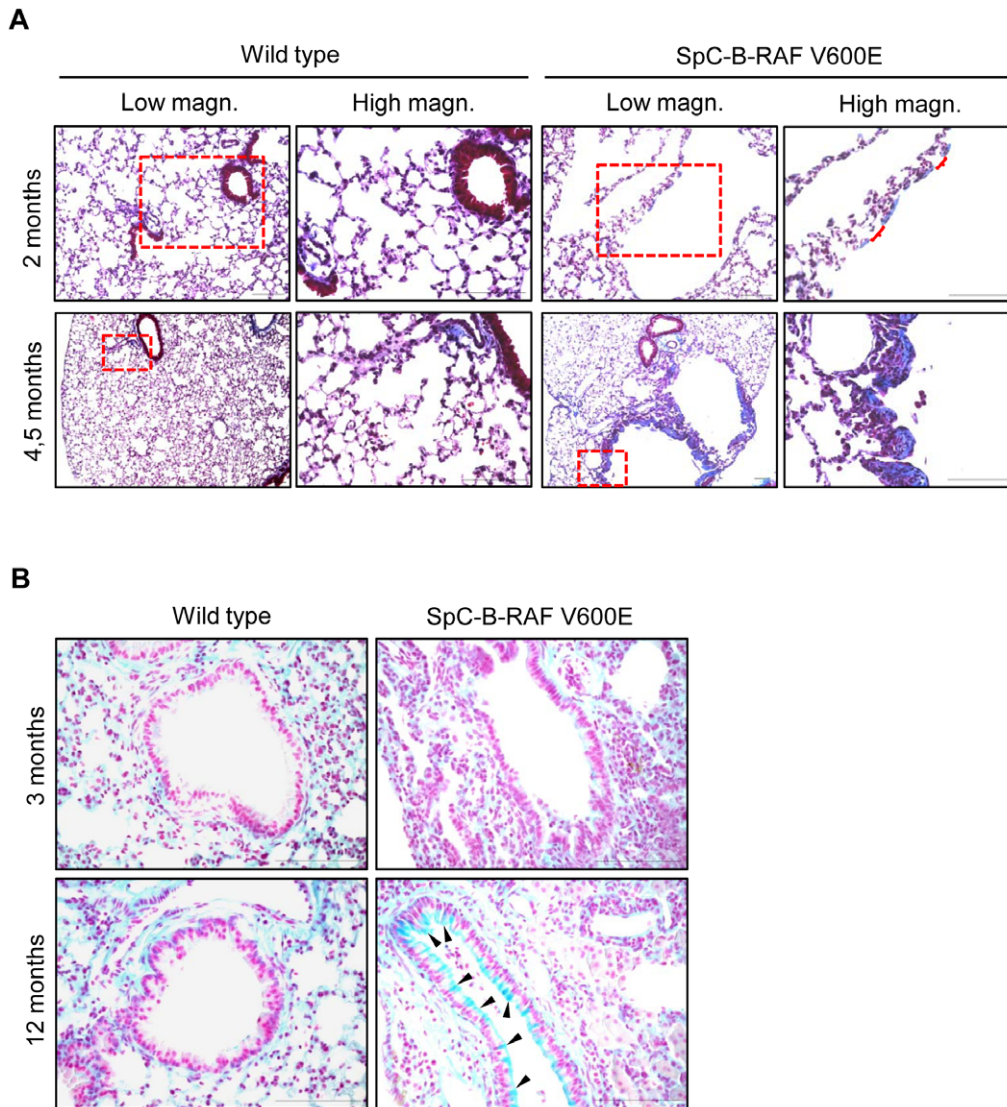 A
Wild type SpC-B-RAF V600E
Low magn. High magn. Low magn. High magn.
2 months
4,5 months
B
Wild type SpC-B-RAF V600E
3 months
12 months